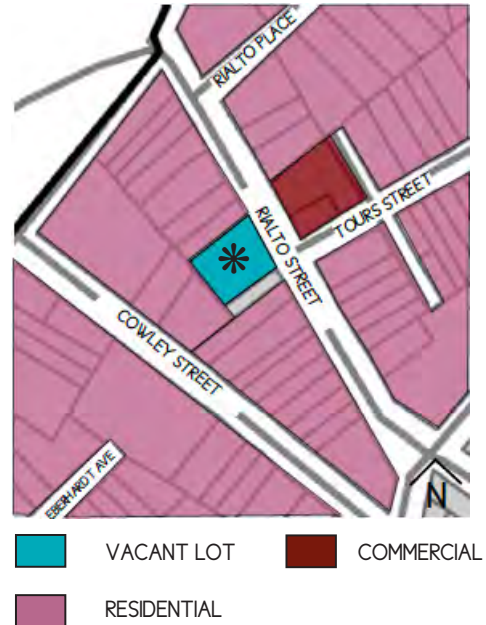 RIALTO PLACE
RIALTO STREET
TOURS STREET
COWLEY STREET
EBERHARDT AVE
N
VACANT LOT
COMMERCIAL
RESIDENTIAL